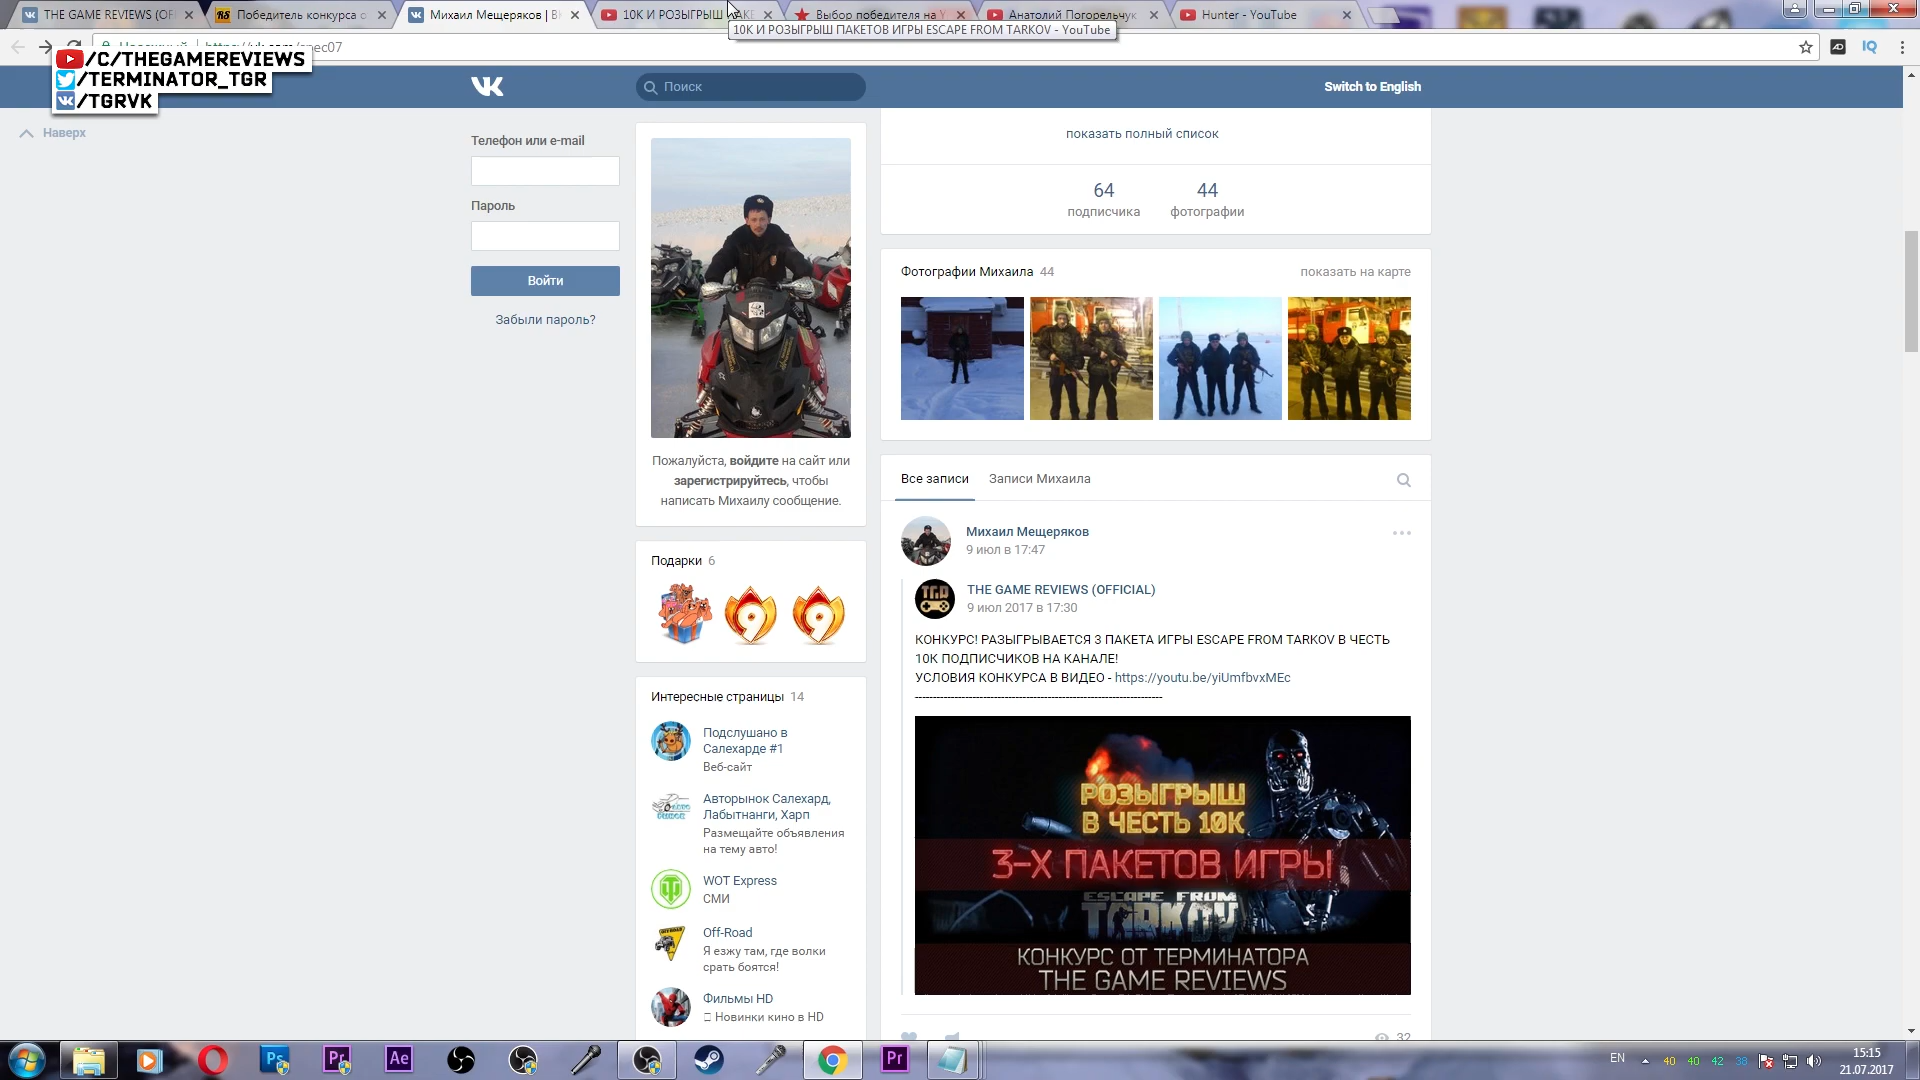 THE GAME REVIEWS (OF
Победитель конкурса о
Михаил Мещеряков | В
10К И РОЗЫГРЫШ ПАКЕ
Выбор победителя на Y
Анатолий Погорельчук
Hunter - YouTube
10К И РОЗЫГРЫШ ПАКЕТОВ ИГРЫ ESCAPE FROM TARKOV - YouTube
/C/THEGAMEREVIEWS
/TERMINATOR_TGR
/TGRVK
Наверх
Поиск
Switch to English
Телефон или e-mail
Пароль
Войти
Забыли пароль?
Пожалуйста, войдите на сайт или
зарегистрируйтесь, чтобы
написать Михаилу сообщение.
Подарки 6
Интересные страницы 14
Подслушано в
Салехарде #1
Веб-сайт
Авторынок Салехард,
Лабытнанги, Харп
Размещайте объявления
на тему авто!
WOT Express
СМИ
Off-Road
Я езжу там, где волки
срать боятся!
Фильмы HD
Новинки кино в HD
показать полный список
64 44
подписчика фотографии
Фотографии Михаила 44 показать на карте
Все записи Записи Михаила
Михаил Мещеряков
9 июл в 17:47
THE GAME REVIEWS (OFFICIAL)
9 июл 2017 в 17:30
КОНКУРС! РАЗЫГРЫВАЕТСЯ 3 ПАКЕТА ИГРЫ ESCAPE FROM TARKOV В ЧЕСТЬ
10К ПОДПИСЧИКОВ НА КАНАЛЕ!
УСЛОВИЯ КОНКУРСА В ВИДЕО - https://youtu.be/yiUmfbvxMEc
РОЗЫГРЫШ
В ЧЕСТЬ 10К
3-Х ПАКЕТОВ ИГРЫ
ESCAPE FROM
TARKOV
КОНКУРС ОТ ТЕРМИНАТОРА
THE GAME REVIEWS
32
EN 40 40 42 38
15:15
21.07.2017